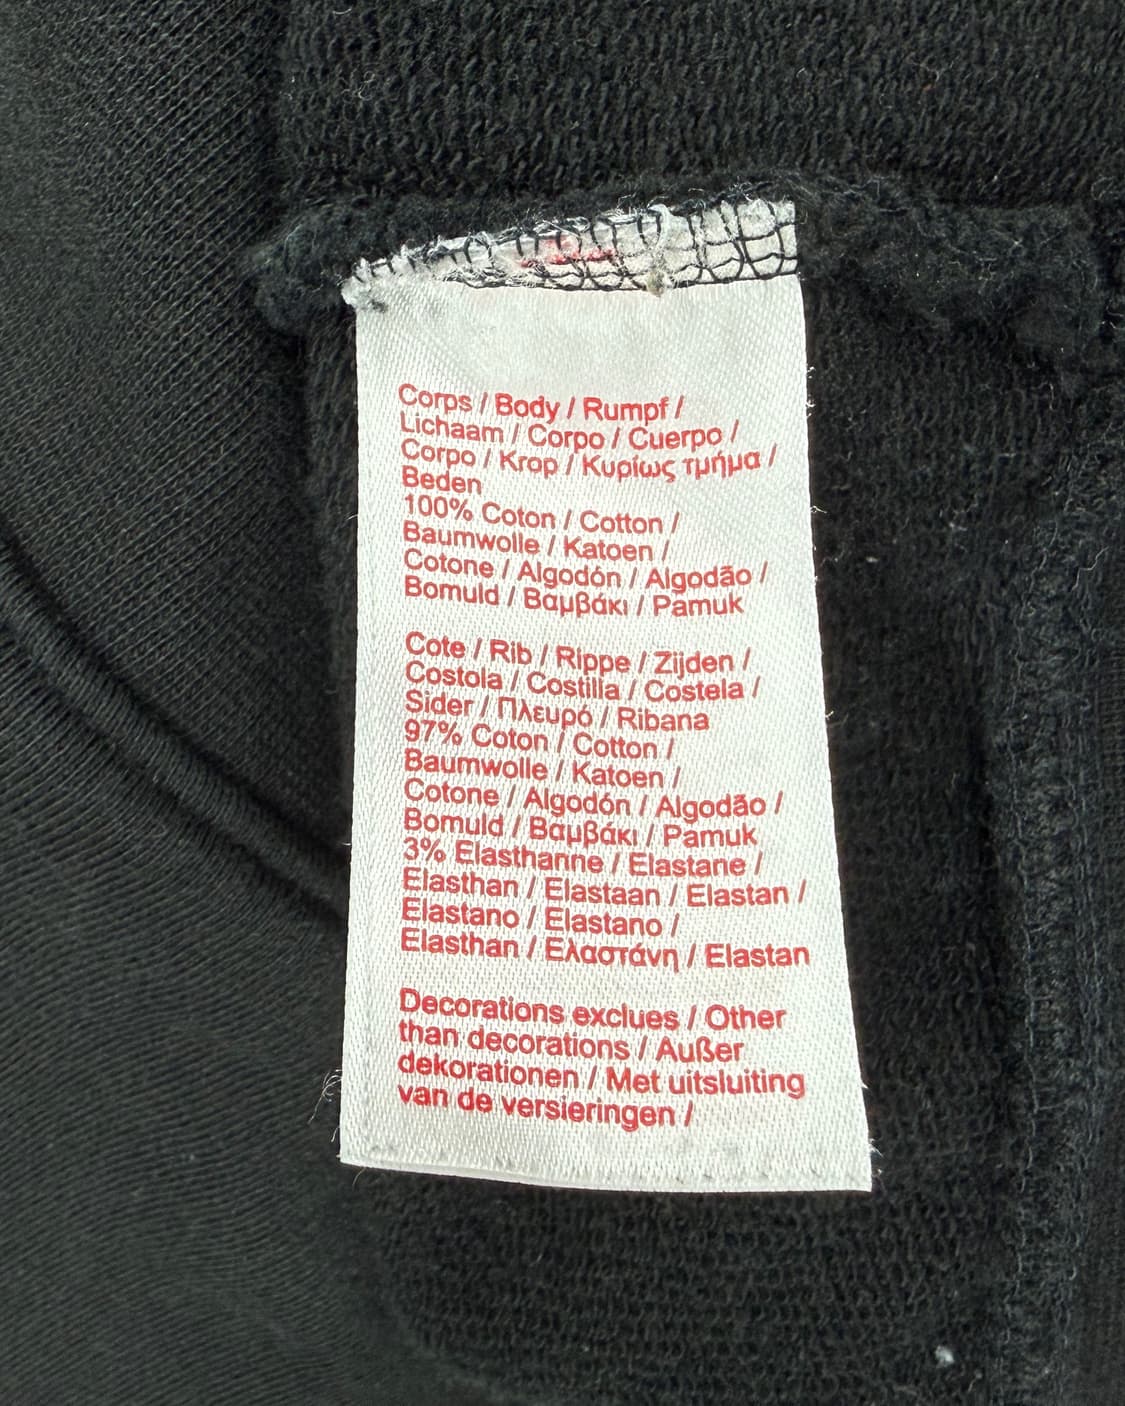 Corps / Body / Rumpf /
Lichaam / Corpo / Cuerpo /
Corpo / Krop / Κυρίως τμήμα /
Beden
100% Coton / Cotton /
Baumwolle / Katoen /
Cotone / Algodón / Algodão /
Bomuld / Βαμβάκι / Pamuk
Cote / Rib / Rippe / Zijden /
Costola / Costilla / Costela /
Sider / Πλευρό / Ribana
97% Coton / Cotton /
Baumwolle / Katoen /
Cotone / Algodón / Algodão /
Bomuld / Βαμβάκι / Pamuk
3% Elasthanne / Elastane /
Elasthan / Elastaan / Elastan /
Elastano / Elastano /
Elasthan / Ελαστάνη / Elastan
Decorations exclues / Other
than decorations / Außer
dekorationen / Met uitsluiting
van de versieringen /